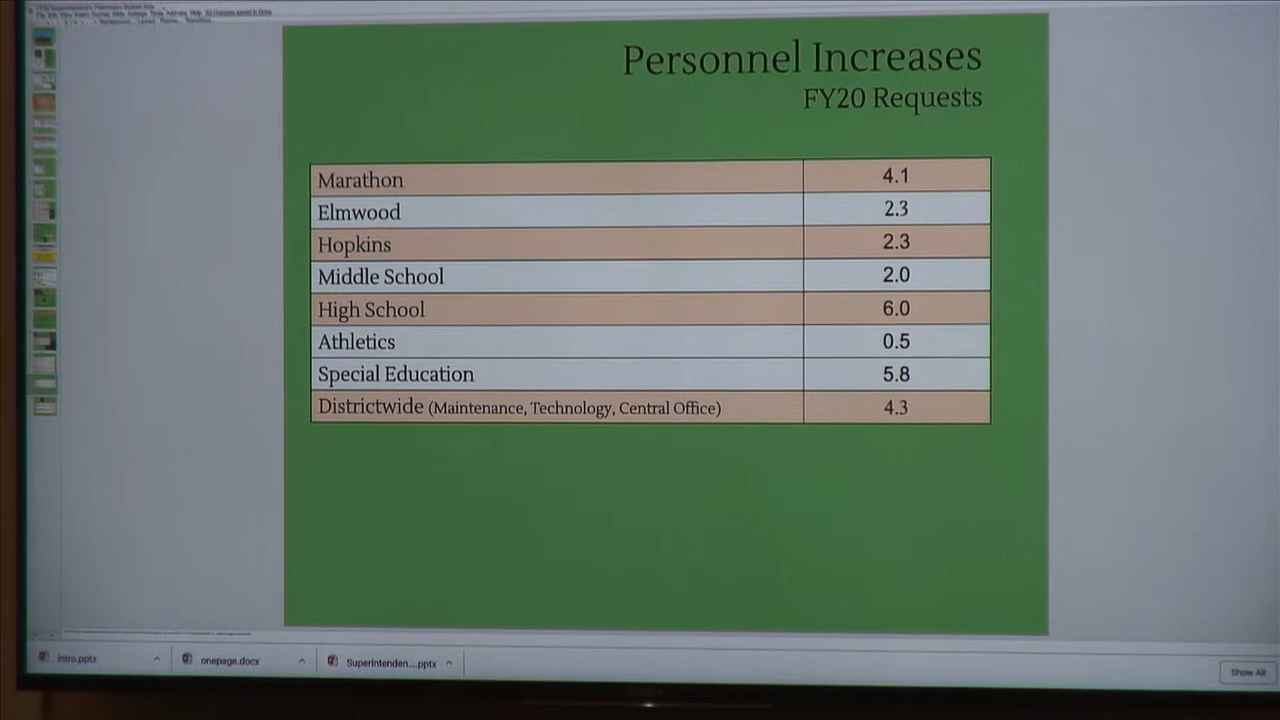 Personnel Increases
FY20 Requests
Marathon 4.1
Elmwood 2.3
Hopkins 2.3
Middle School 2.0
High School 6.0
Athletics 0.5
Special Education 5.8
Districtwide (Maintenance, Technology, Central Office) 4.3
intro.pptx
onepage.docx
Superintenden....pptx
Show All